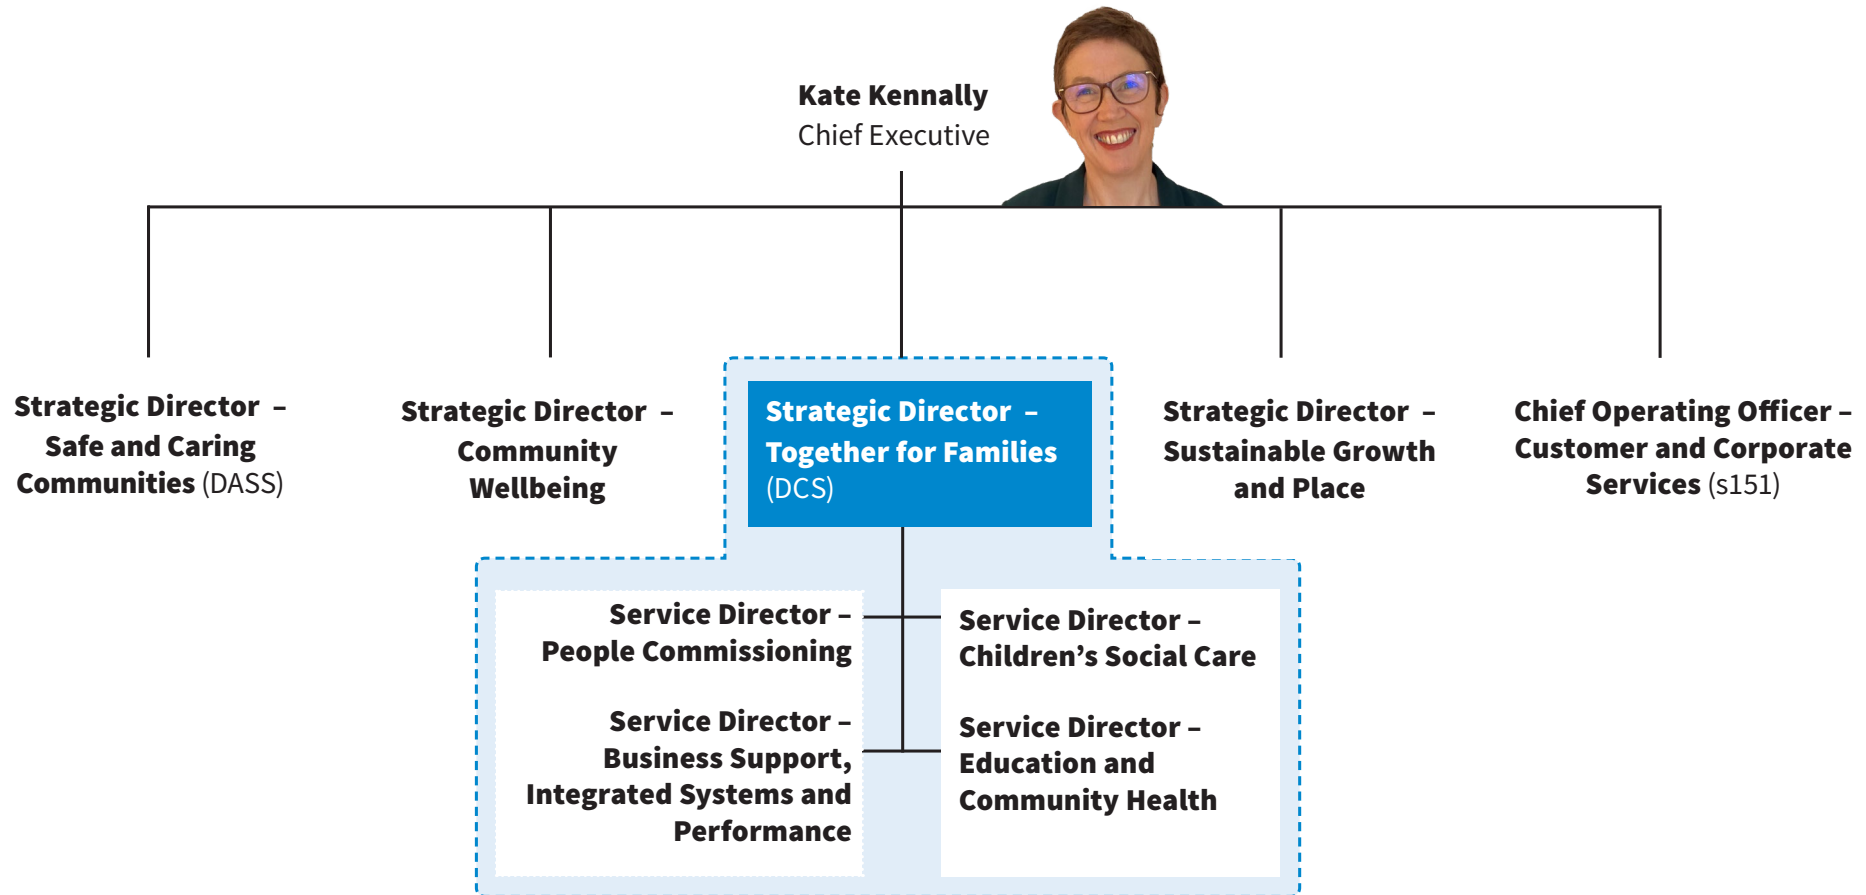 Kate Kennally
Chief Executive
Strategic Director –
Safe and Caring
Communities (DASS)
Strategic Director –
Community
Wellbeing
Strategic Director –
Together for Families
(DCS)
Strategic Director –
Sustainable Growth
and Place
Chief Operating Officer –
Customer and Corporate
Services (s151)
Service Director –
People Commissioning
Service Director –
Business Support,
Integrated Systems and
Performance
Service Director –
Children’s Social Care
Service Director –
Education and
Community Health